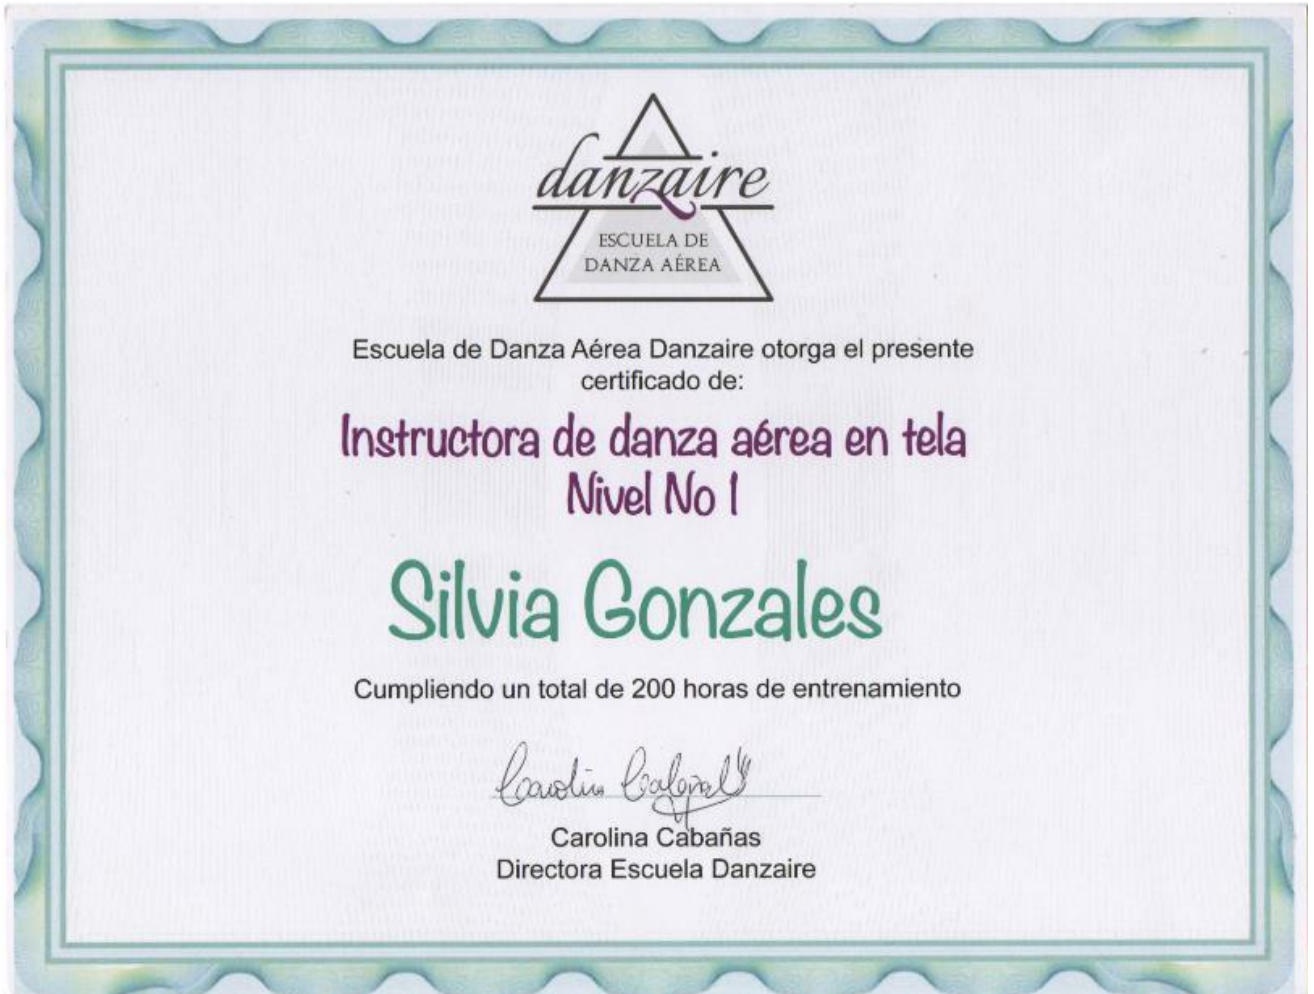 danzaire
ESCUELA DE
DANZA AÉREA
Escuela de Danza Aérea Danzaire otorga el presente
certificado de:
Instructora de danza aérea en tela
Nivel No 1
Silvia Gonzales
Cumpliendo un total de 200 horas de entrenamiento
Carolina Cabañas
Directora Escuela Danzaire